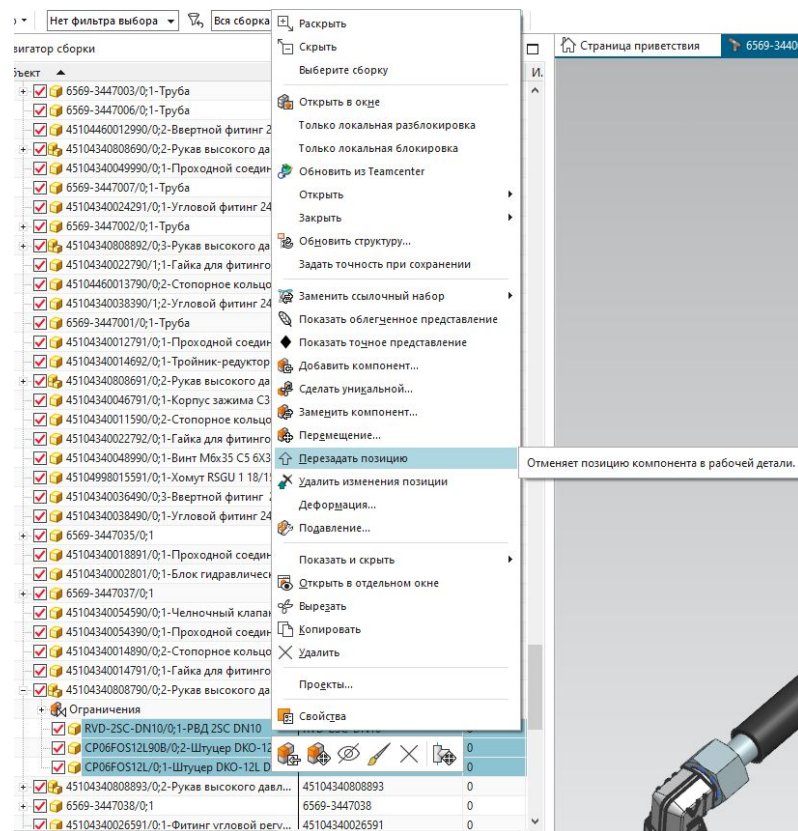 Нет фильтра выбора
Вся сборка
Страница приветствия
6569-3440
Раскрыть
Скрыть
Выберите сборку
Открыть в окне
Только локальная разблокировка
Только локальная блокировка
Обновить из Teamcenter
Открыть
Закрыть
Обновить структуру...
Задать точность при сохранении
Заменить ссылочный набор
Показать облегченное представление
Показать точное представление
Добавить компонент...
Сделать уникальной...
Заменить компонент...
Перемещение...
Перезадать позицию
Отменяет позицию компонента в рабочей детали.
Удалить изменения позиции
Деформация...
Подавление...
Показать и скрыть
Открыть в отдельном окне
Вырезать
Копировать
Удалить
Проекты...
Свойства
вигатор сборки
бъект
И.
6569-3447003/0;1-Труба
6569-3447006/0;1-Труба
45104460012990/0;2-Ввертной фитинг 2
45104340808690/0;2-Рукав высокого да
45104340049990/0;1-Проходной соедин
6569-3447007/0;1-Труба
45104340024291/0;1-Угловой фитинг 24
6569-3447002/0;1-Труба
45104340808892/0;3-Рукав высокого да
45104340022790/1;1-Гайка для фитинго
45104460013790/0;2-Стопорное кольцо
45104340038390/1;2-Угловой фитинг 24
6569-3447001/0;1-Труба
45104340012791/0;1-Проходной соедин
45104340014692/0;1-Тройник-редуктор
45104340808691/0;2-Рукав высокого да
45104340046791/0;1-Корпус зажима С3
45104340011590/0;2-Стопорное кольцо
45104340022792/0;1-Гайка для фитинго
45104340048990/0;1-Винт М6х35 С5 6Х3
45104998015591/0;1-Хомут RSGU 1 18/1
45104340036490/0;3-Ввертной фитинг 2
45104340038490/0;1-Угловой фитинг 24
6569-3447035/0;1
45104340018891/0;1-Проходной соедин
45104340002801/0;1-Блок гидравличес
6569-3447037/0;1
45104340054590/0;1-Челночный клапан
45104340054390/0;1-Проходной соедин
45104340014890/0;2-Стопорное кольцо
45104340014791/0;1-Гайка для фитинго
45104340808790/0;2-Рукав высокого да
Ограничения
RVD-2SC-DN10/0;1-РВД 2SC DN10 RVD-2SC-DN10 0
CP06FOS12L90B/0;2-Штуцер DKO-12 0
CP06FOS12L/0;1-Штуцер DKO-12L D 0
45104340808893/0;2-Рукав высокого давл... 45104340808893 0
6569-3447038/0;1 6569-3447038 0
45104340026591/0;1-Фитинг угловой регу... 45104340026591 0